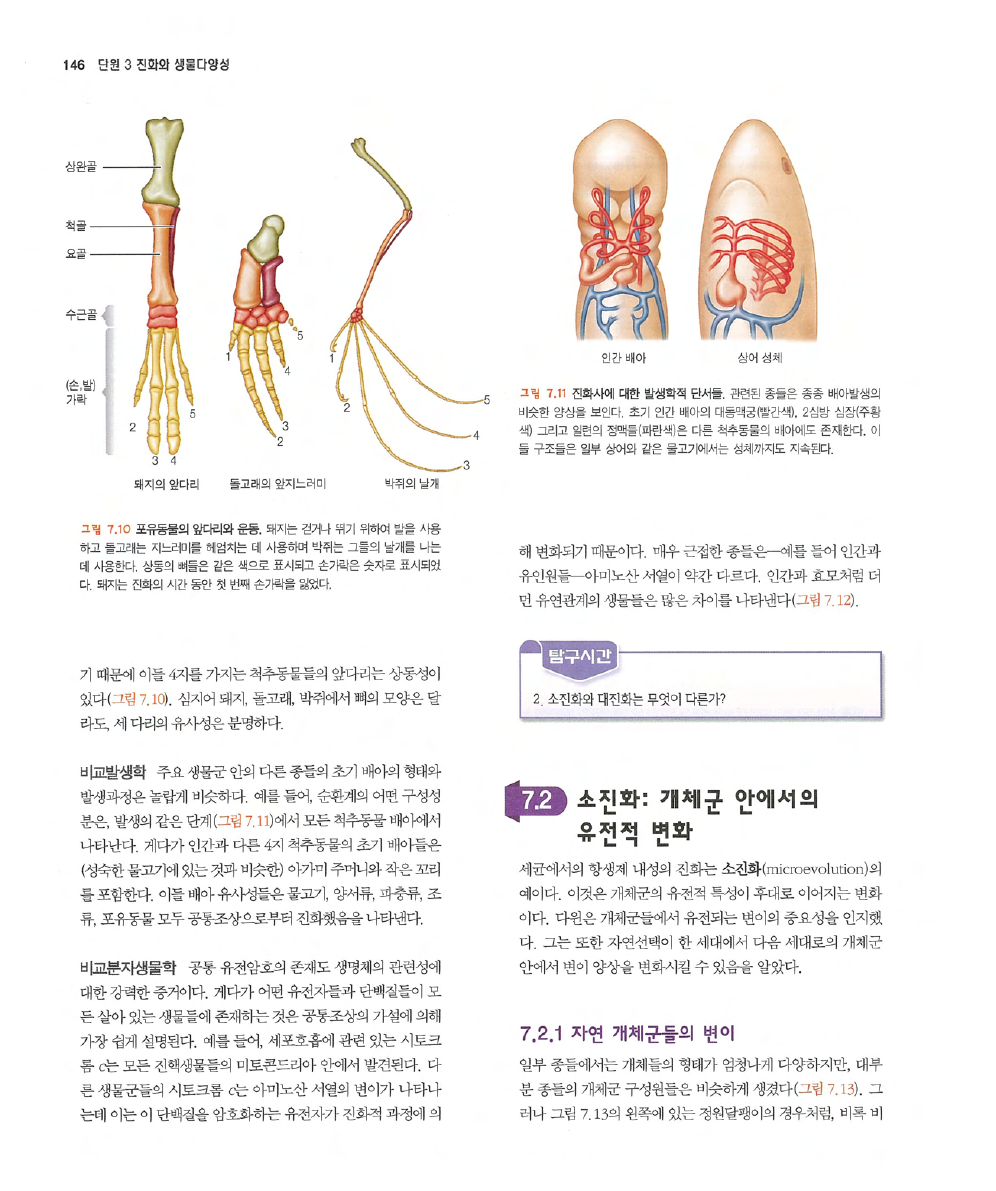 146 단원 3 진화와 생물다양성
상완골
척골
요골
수근골
(손,발)
가락
2
3 4
5
돼지의 앞다리
1
2
3
4
5
돌고래의 앞지느러미
1
2
3
4
5
박쥐의 날개
그림 7.10 포유동물의 앞다리와 운동. 돼지는 걷거나 뛰기 위하여 발을 사용
하고 돌고래는 지느러미를 헤엄치는 데 사용하며 박쥐는 그들의 날개를 나는
데 사용한다. 상동의 뼈들은 같은 색으로 표시되고 손가락은 숫자로 표시되었
다. 돼지는 진화의 시간 동안 첫 번째 손가락을 잃었다.
기 때문에 이들 4지를 가지는 척추동물들의 앞다리는 상동성이
있다(그림 7.10). 심지어 돼지, 돌고래, 박쥐에서 뼈의 모양은 달
라도, 세 다리의 유사성은 분명하다.
비교발생학 주요 생물군 안의 다른 종들의 초기 배아의 형태와
발생과정은 놀랍게 비슷하다. 예를 들어, 순환계의 어떤 구성성
분은, 발생의 같은 단계(그림 7.11)에서 모든 척추동물 배아에서
나타난다. 게다가 인간과 다른 4지 척추동물의 초기 배아들은
(성숙한 물고기에 있는 것과 비슷한) 아가미 주머니와 작은 꼬리
를 포함한다. 이들 배아 유사성들은 물고기, 양서류, 파충류, 조
류, 포유동물 모두 공통조상으로부터 진화했음을 나타낸다.
비교분자생물학 공통 유전암호의 존재도 생명체의 관련성에
대한 강력한 증거이다. 게다가 어떤 유전자들과 단백질들이 모
든 살아 있는 생물들에 존재하는 것은 공통조상의 가설에 의해
가장 쉽게 설명된다. 예를 들어, 세포호흡에 관련 있는 시토크
롬 c는 모든 진핵생물들의 미토콘드리아 안에서 발견된다. 다
른 생물군들의 시토크롬 c는 아미노산 서열의 변이가 나타나
는데 이는 이 단백질을 암호화하는 유전자가 진화적 과정에 의
인간 배아
상어 성체
그림 7.11 진화사에 대한 발생학적 단서들. 관련된 종들은 종종 배아발생의
비슷한 양상을 보인다. 초기 인간 배아의 대동맥궁(빨간색), 2심방 심장(주황
색) 그리고 일련의 정맥들(파란색)은 다른 척추동물의 배아에도 존재한다. 이
들 구조들은 일부 상어와 같은 물고기에서는 성체까지도 지속된다.
해 변화되기 때문이다. 매우 근접한 종들은—예를 들어 인간과
유인원들—아미노산 서열이 약간 다르다. 인간과 효모처럼 더
먼 유연관계의 생물들은 많은 차이를 나타낸다(그림 7.12).
탐구시간
2. 소진화와 대진화는 무엇이 다른가?
7.2 소진화: 개체군 안에서의
유전적 변화
세균에서의 항생제 내성의 진화는 소진화(microevolution)의
예이다. 이것은 개체군의 유전적 특성이 후대로 이어지는 변화
이다. 다윈은 개체군들에서 유전되는 변이의 중요성을 인지했
다. 그는 또한 자연선택이 한 세대에서 다음 세대로의 개체군
안에서 변이 양상을 변화시킬 수 있음을 알았다.
7.2.1 자연 개체군들의 변이
일부 종들에서는 개체들의 형태가 엄청나게 다양하지만, 대부
분 종들의 개체군 구성원들은 비슷하게 생겼다(그림 7.13). 그
러나 그림 7.13의 왼쪽에 있는 정원달팽이의 경우처럼, 비록 비